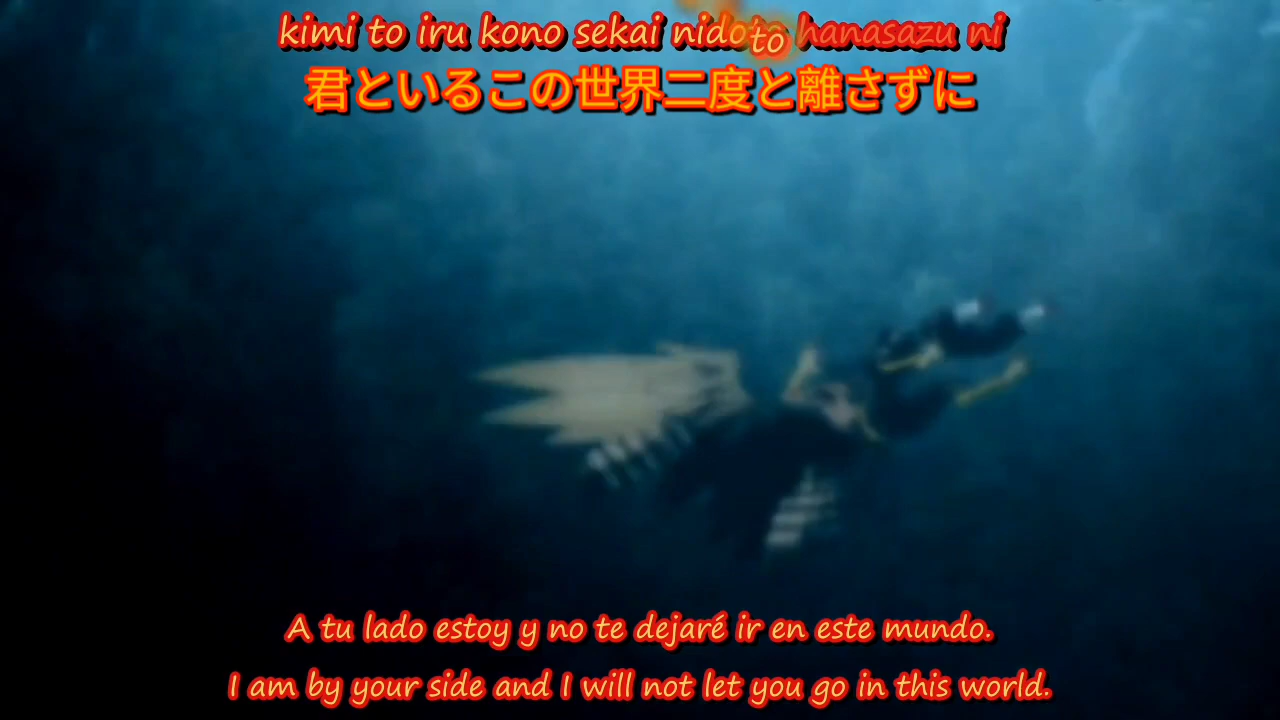 kimi to iru kono sekai nido to hanasazu ni
君といるこの世界二度と離さずに
A tu lado estoy y no te dejaré ir en este mundo.
I am by your side and I will not let you go in this world.